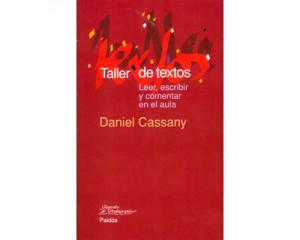 Taller de textos
Leer, escribir
y comentar
en el aula
Daniel Cassany
Paidós